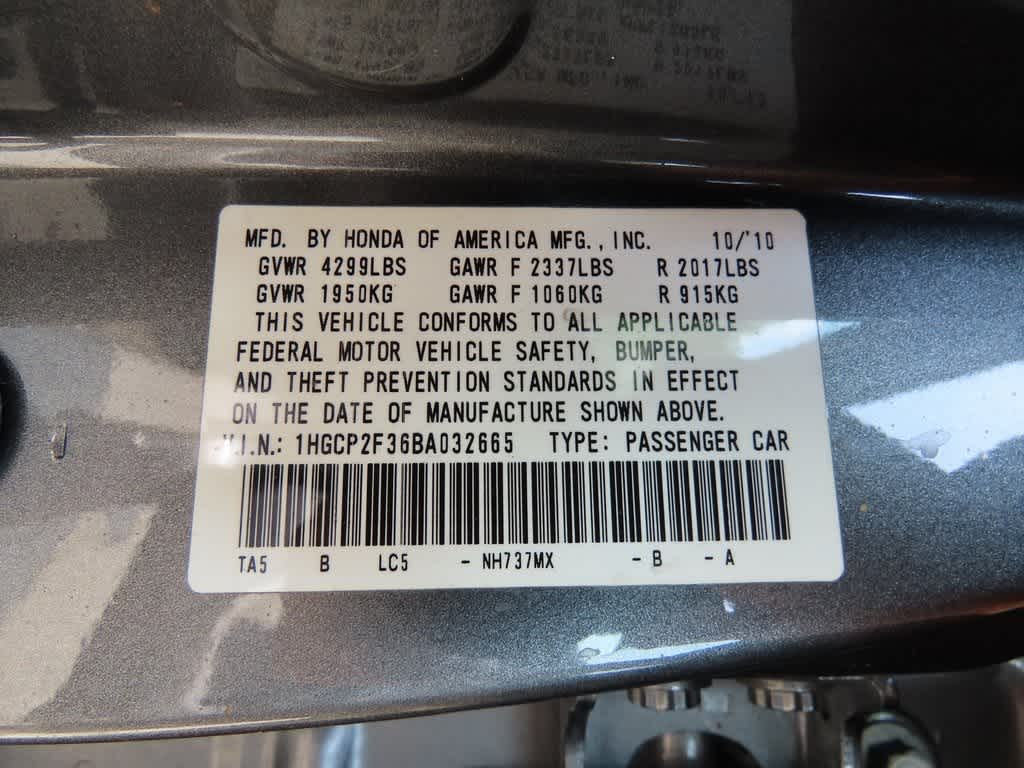 MFD. BY HONDA OF AMERICA MFG., INC. 10/'10
GVWR 4299LBS GAWR F 2337LBS R 2017LBS
GVWR 1950KG GAWR F 1060KG R 915KG
THIS VEHICLE CONFORMS TO ALL APPLICABLE
FEDERAL MOTOR VEHICLE SAFETY, BUMPER,
AND THEFT PREVENTION STANDARDS IN EFFECT
ON THE DATE OF MANUFACTURE SHOWN ABOVE.
V.I.N.: 1HGCP2F36BA032665 TYPE: PASSENGER CAR
TA5 B LC5 - NH737MX - B - A